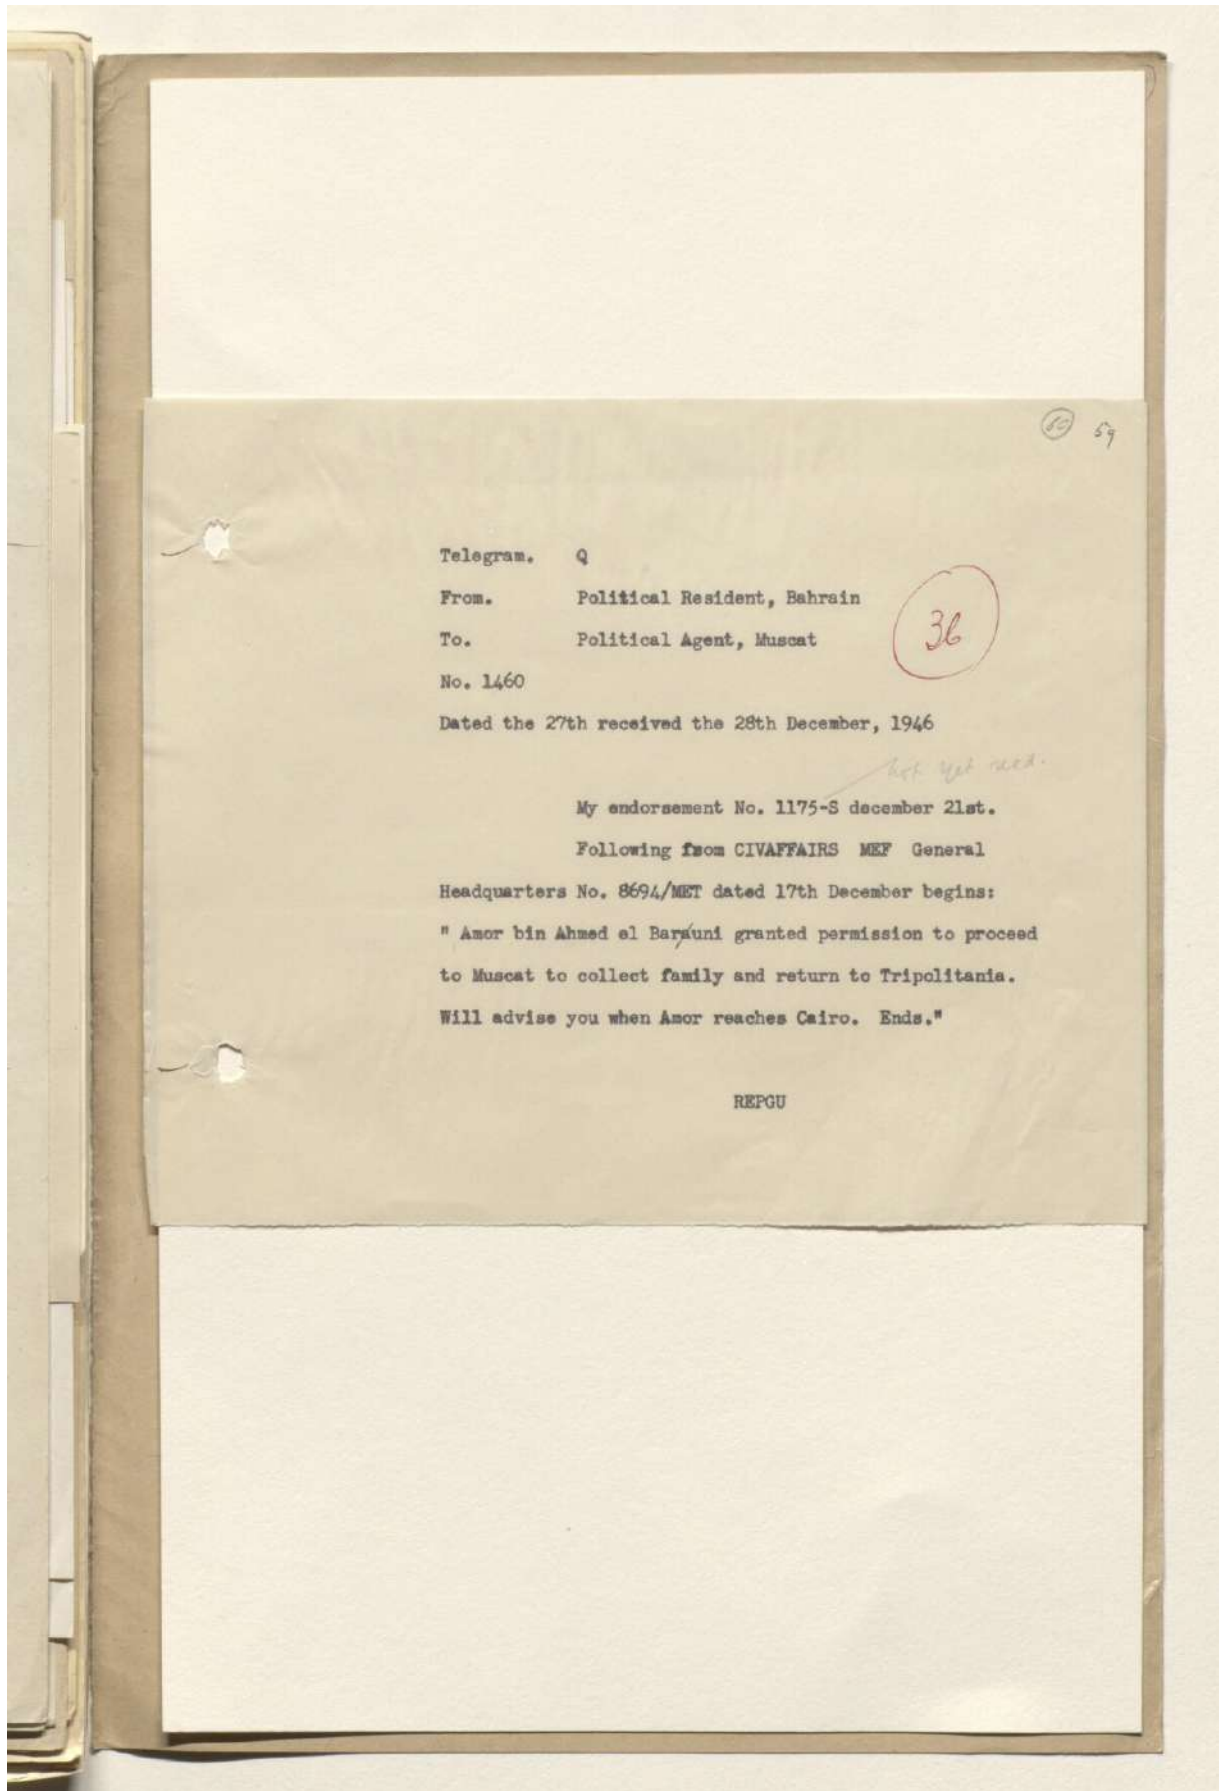 60 59
Telegram. Q
From. Political Resident, Bahrain
36
To. Political Agent, Muscat
No. 1460
Dated the 27th received the 28th December, 1946
not yet recd.
My endorsement No. 1175-S december 21st.
Following from CIVAFFAIRS MEF General
Headquarters No. 8694/MET dated 17th December begins:
" Amor bin Ahmed el Barauni granted permission to proceed
to Muscat to collect family and return to Tripolitania.
Will advise you when Amor reaches Cairo. Ends."
REPGU